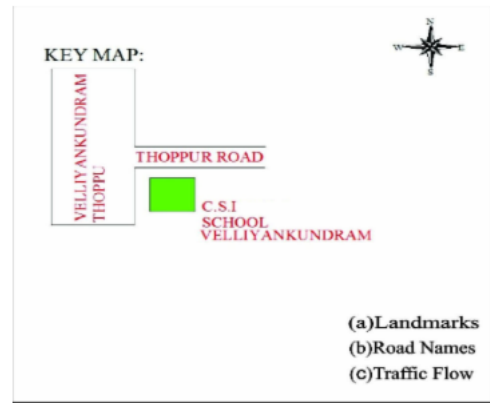 N
W E
S
KEY MAP:
VELLIYANKUNDRAM
THOPPU
THOPPUR ROAD
C.S.I
SCHOOL
VELLIYANKUNDRAM
(a)Landmarks
(b)Road Names
(c)Traffic Flow